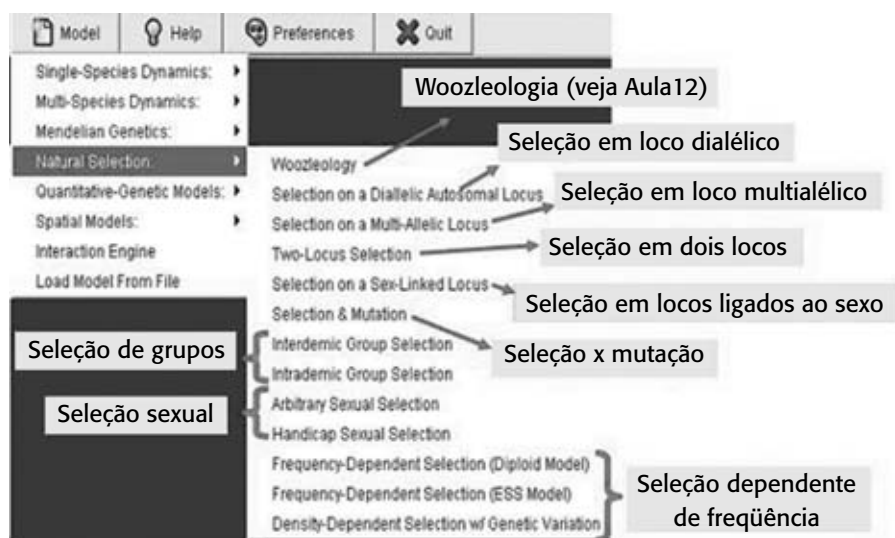 Model Help Preferences Quit
Single-Species Dynamics:
Multi-Species Dynamics:
Mendelian Genetics:
Natural Selection:
Quantitative-Genetic Models:
Spatial Models:
Interaction Engine
Load Model From File
Woozleology
Selection on a Diallelic Autosomal Locus
Selection on a Multi-Allelic Locus
Two-Locus Selection
Selection on a Sex-Linked Locus
Selection & Mutation
Interdemic Group Selection
Intrademic Group Selection
Arbitrary Sexual Selection
Handicap Sexual Selection
Frequency-Dependent Selection (Diploid Model)
Frequency-Dependent Selection (ESS Model)
Density-Dependent Selection w/ Genetic Variation
Woozleologia (veja Aula12)
Seleção em loco dialélico
Seleção em loco multialélico
Seleção em dois locos
Seleção em locos ligados ao sexo
Seleção x mutação
Seleção de grupos
Seleção sexual
Seleção dependente
de freqüência